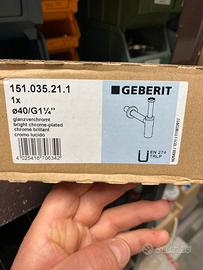 151.035.21.1
1x
ø40/G1¼"
glanzverchromt
bright chrome-plated
chromé brillant
cromo lucido
4 025416 706342
GEBERIT
U EN 274
TRLP